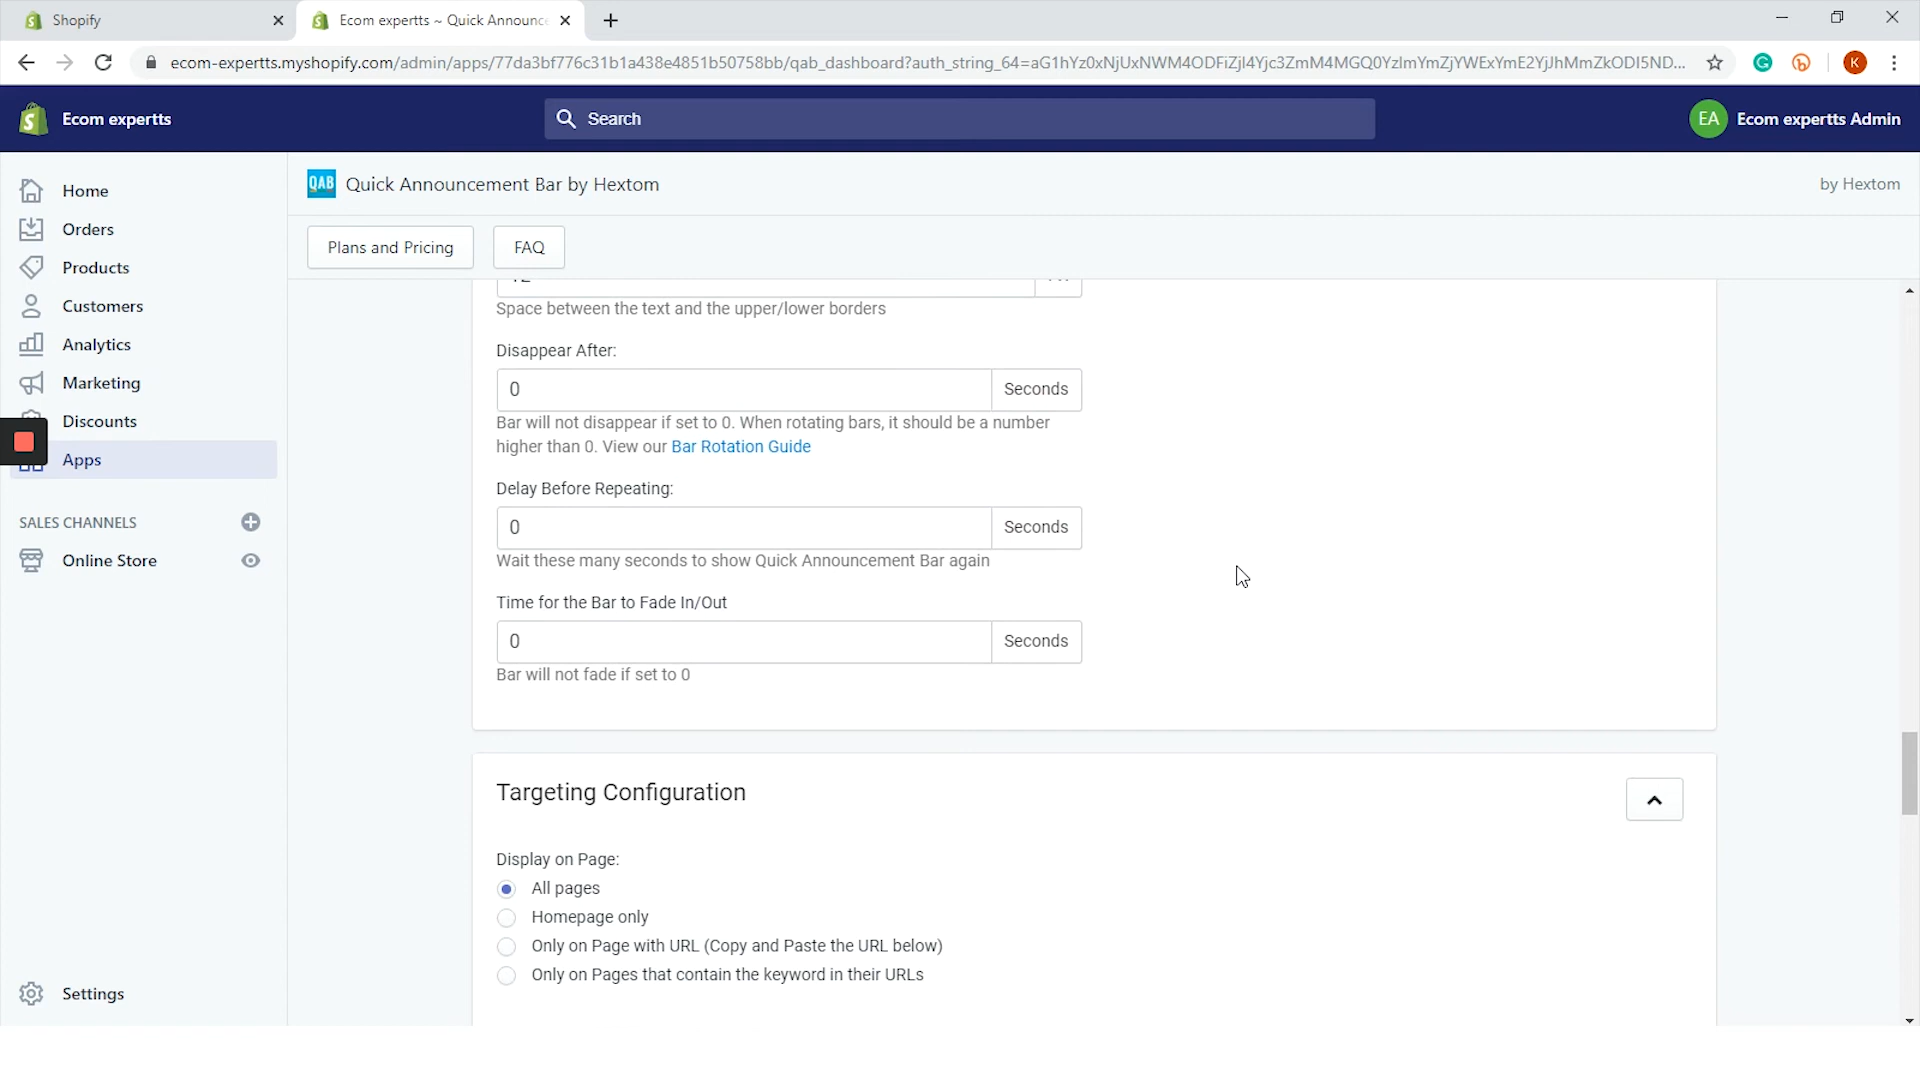 Shopify
Ecom expertts ~ Quick Announce
ecom-expertts.myshopify.com/admin/apps/77da3bf776c31b1a438e4851b50758bb/qab_dashboard?auth_string_64=aG1hYz0xNjUxNWM4ODFiZjI4Yjc3ZmM4MGQ0YzImYmZjYWExYmE2YjJhMmZkODI5ND...
K
Ecom expertts
Search
EA Ecom expertts Admin
Home
Orders
Products
Customers
Analytics
Marketing
Discounts
Apps
SALES CHANNELS
Online Store
Settings
QAB Quick Announcement Bar by Hextom
by Hextom
Plans and Pricing
FAQ
Space between the text and the upper/lower borders
Disappear After:
0 Seconds
Bar will not disappear if set to 0. When rotating bars, it should be a number
higher than 0. View our Bar Rotation Guide
Delay Before Repeating:
0 Seconds
Wait these many seconds to show Quick Announcement Bar again
Time for the Bar to Fade In/Out
0 Seconds
Bar will not fade if set to 0
Targeting Configuration
Display on Page:
All pages
Homepage only
Only on Page with URL (Copy and Paste the URL below)
Only on Pages that contain the keyword in their URLs